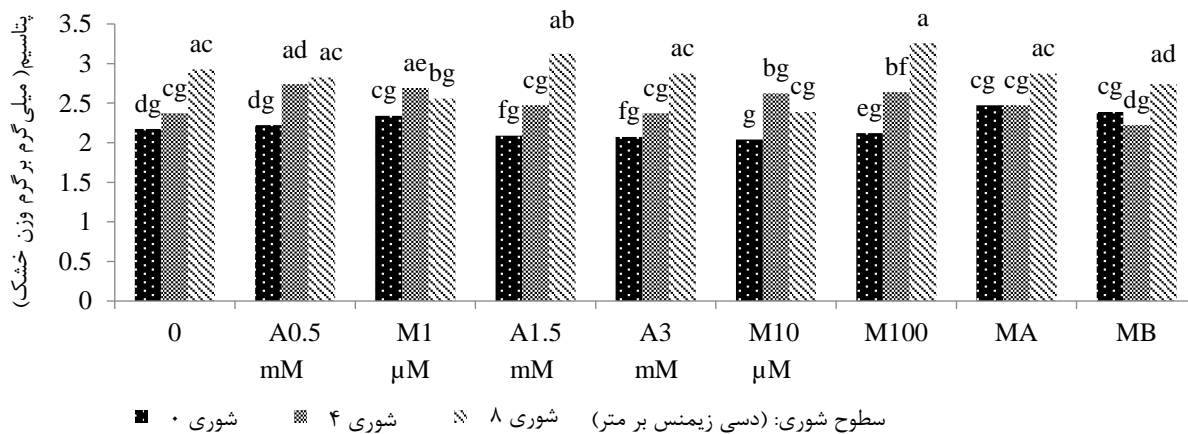 پتاسیم( میلی گرم بر گرم وزن خشک)
3.5
3
2.5
2
1.5
1
0.5
0
dg cg ac
dg ad ac
cg ae bg
fg cg ab
fg cg ac
g bg cg
eg bf a
cg cg ac
cg dg ad
0 A0.5 M1 A1.5 A3 M10 M100 MA MB
mM µM mM mM µM
سطوح شوری: (دسی زیمنس بر متر) شوری ۸ شوری ۴ شوری ۰